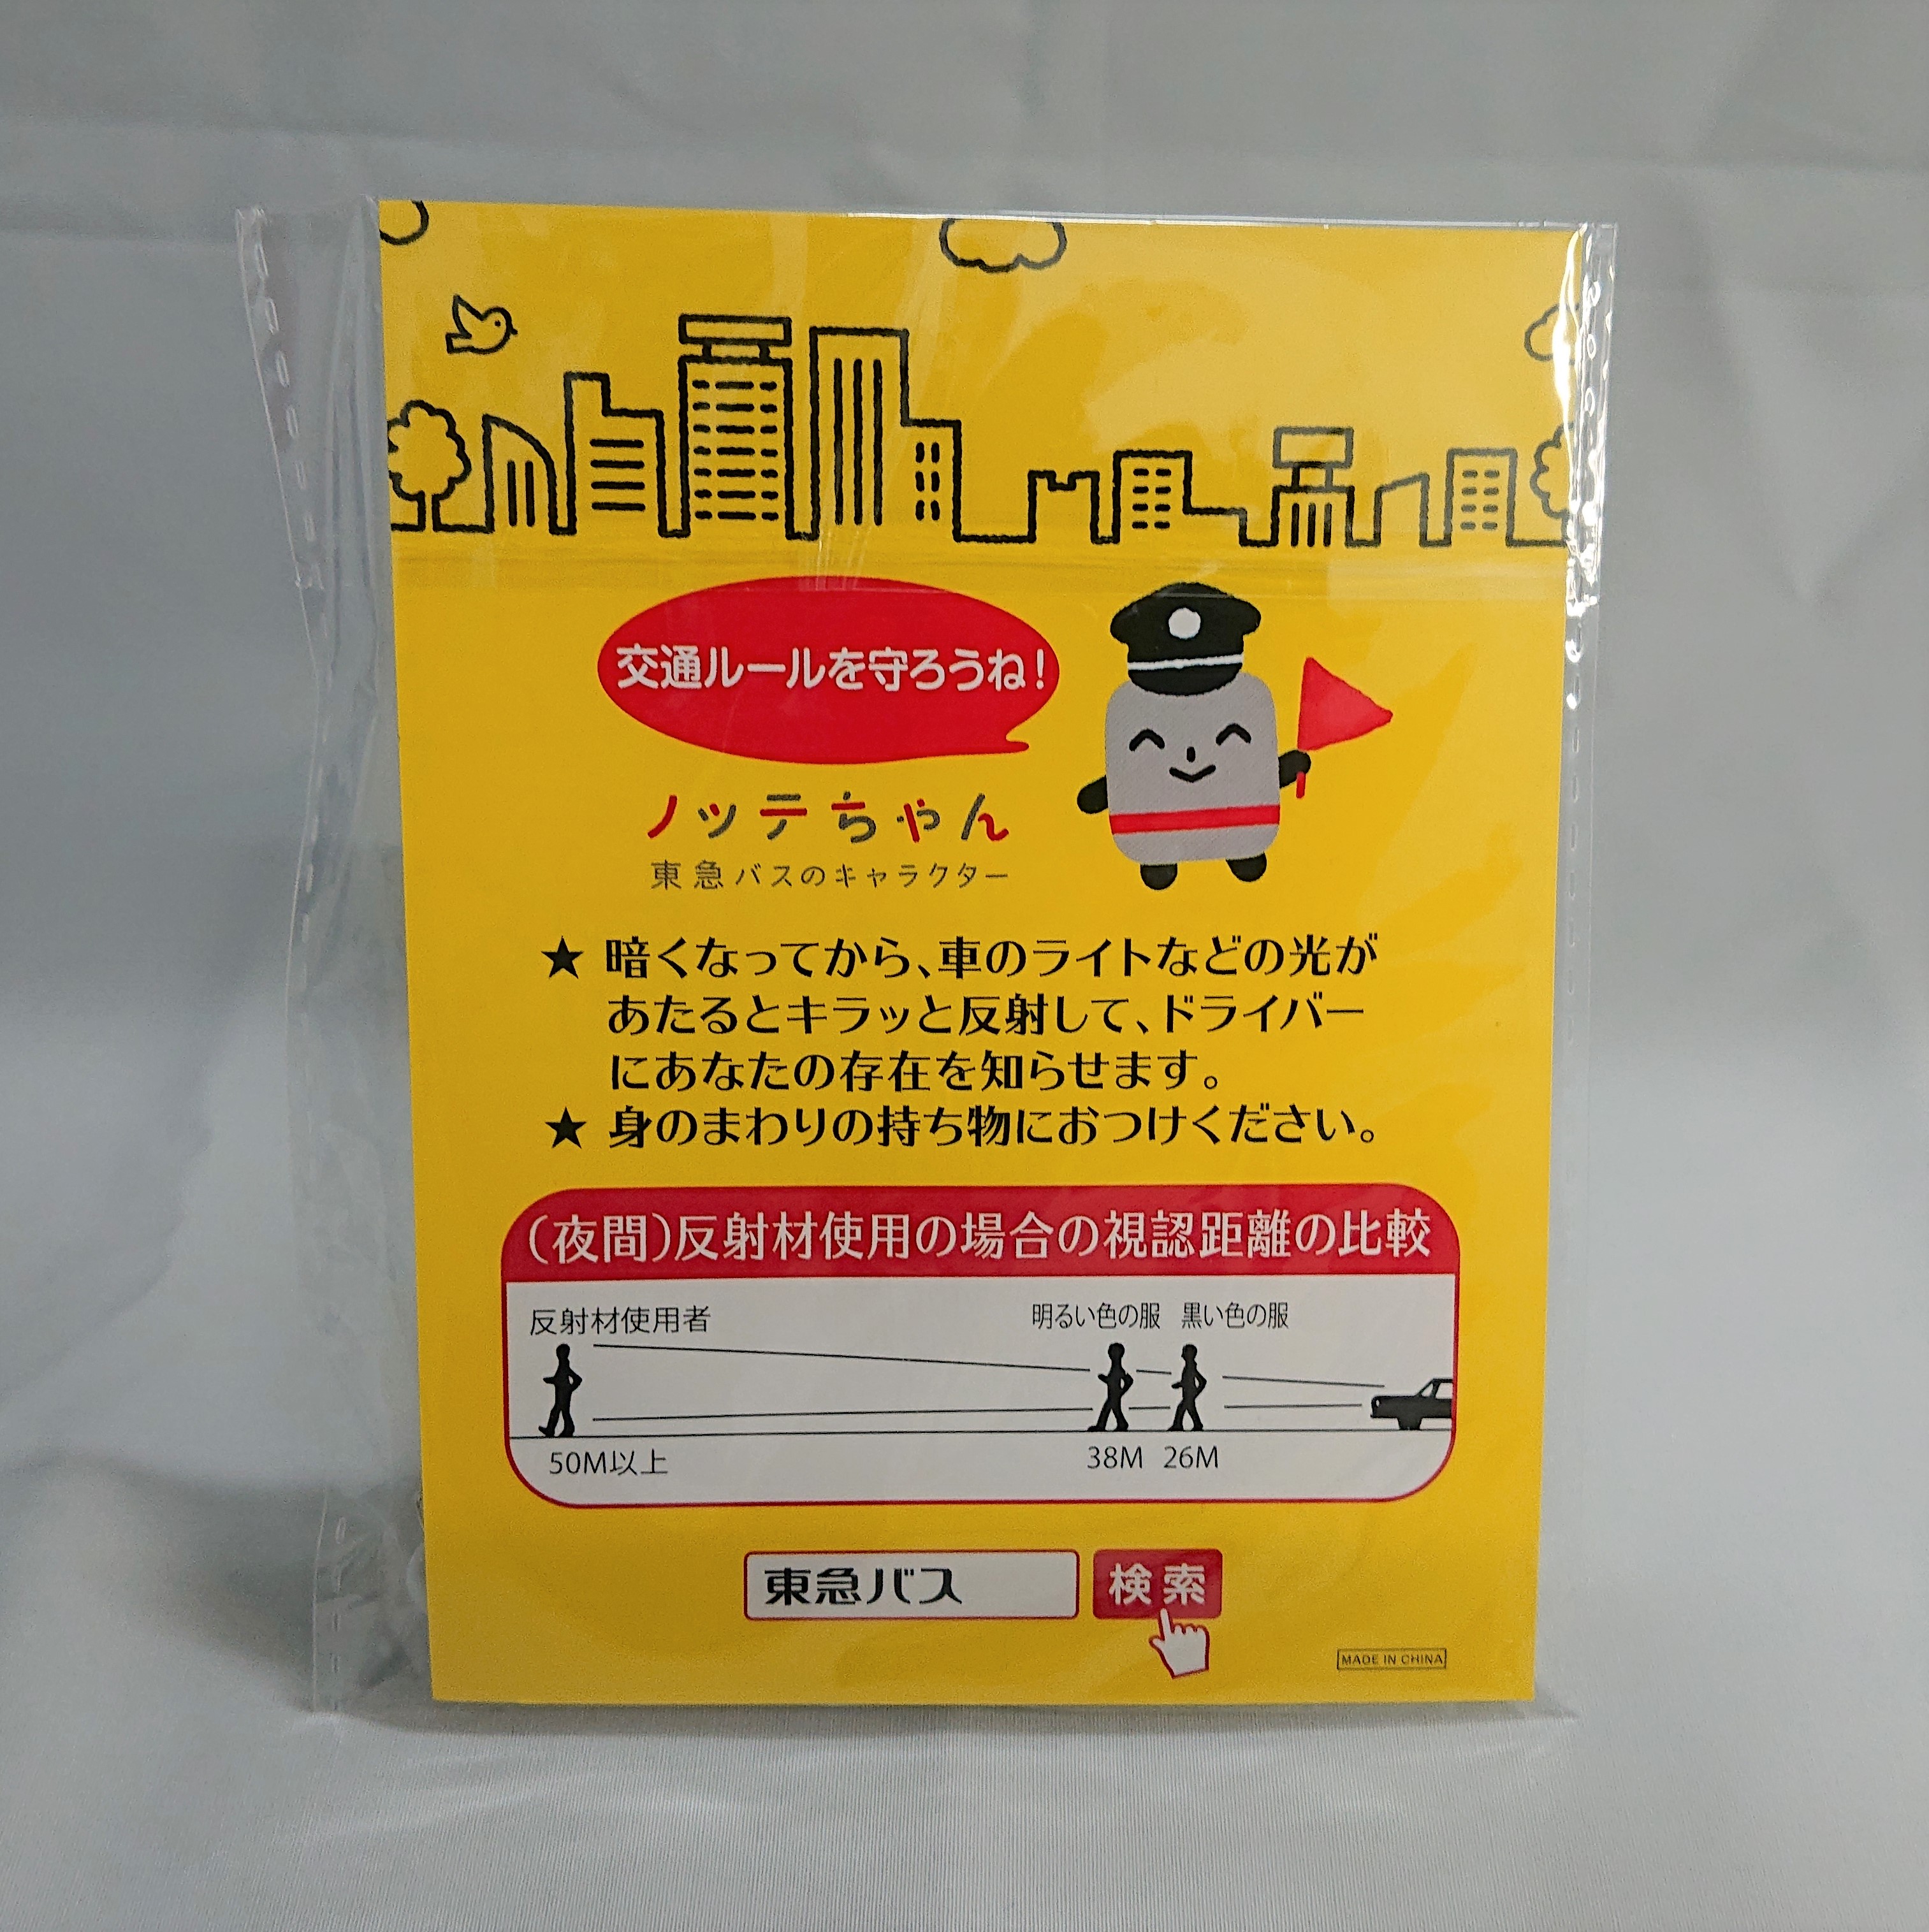 交通ルールを守ろうね!
ノッテちゃん
東急バスのキャラクター
★ 暗くなってから、車のライトなどの光が
あたるとキラッと反射して、ドライバー
にあなたの存在を知らせます。
★ 身のまわりの持ち物におつけください。
(夜間)反射材使用の場合の視認距離の比較
反射材使用者 明るい色の服 黒い色の服
50M以上 38M 26M
東急バス 検索
MADE IN CHINA